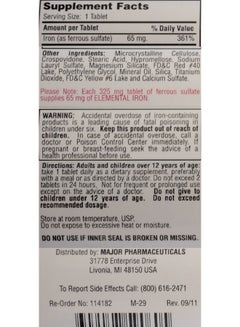 Supplement Facts
Serving Size: 1 Tablet
Amount per Tablet % Daily Value
Iron (as ferrous sulfate) 65 mg. 361%
Other Ingredients: Microcrystalline Cellulose,
Crospovidone, Stearic Acid, Hypromellose, Sodium
Lauryl Sulfate, Magnesium Silicate, FD&C Red #40
Lake, Polyethylene Glycol, Mineral Oil, Silica, Titanium
Dioxide, FD&C Yellow #6 Lake and Calcium Sulfate.
Please Note: Each 325 mg tablet of ferrous sulfate
supplies 65 mg of ELEMENTAL IRON.
WARNING: Accidental overdose of iron-containing
products is a leading cause of fatal poisoning in
children under six. Keep this product out of reach of
children. In case of accidental overdose, call a
doctor or Poison Control Center immediately. If
pregnant or breast-feeding seek the advice of a
health professional before use.
Directions: Adults and children over 12 years of age:
take 1 tablet daily as a dietary supplement, preferably
with a meal or as directed by a doctor. Do not exceed 2
tablets in 24 hours. Not for frequent or prolonged use
except on the advice of a doctor. Do not give to
children under 12 years of age. Do not exceed
recommended dosage.
Store at room temperature, USP.
Do not expose to excessive heat or moisture.
DO NOT USE IF INNER SEAL IS BROKEN OR MISSING.
Distributed by: MAJOR PHARMACEUTICALS
31778 Enterprise Drive
Livonia, MI 48150 USA
To Report Side Effects Call: (800) 616-2471
Re-Order No: 114182 M-29 Rev. 09/11